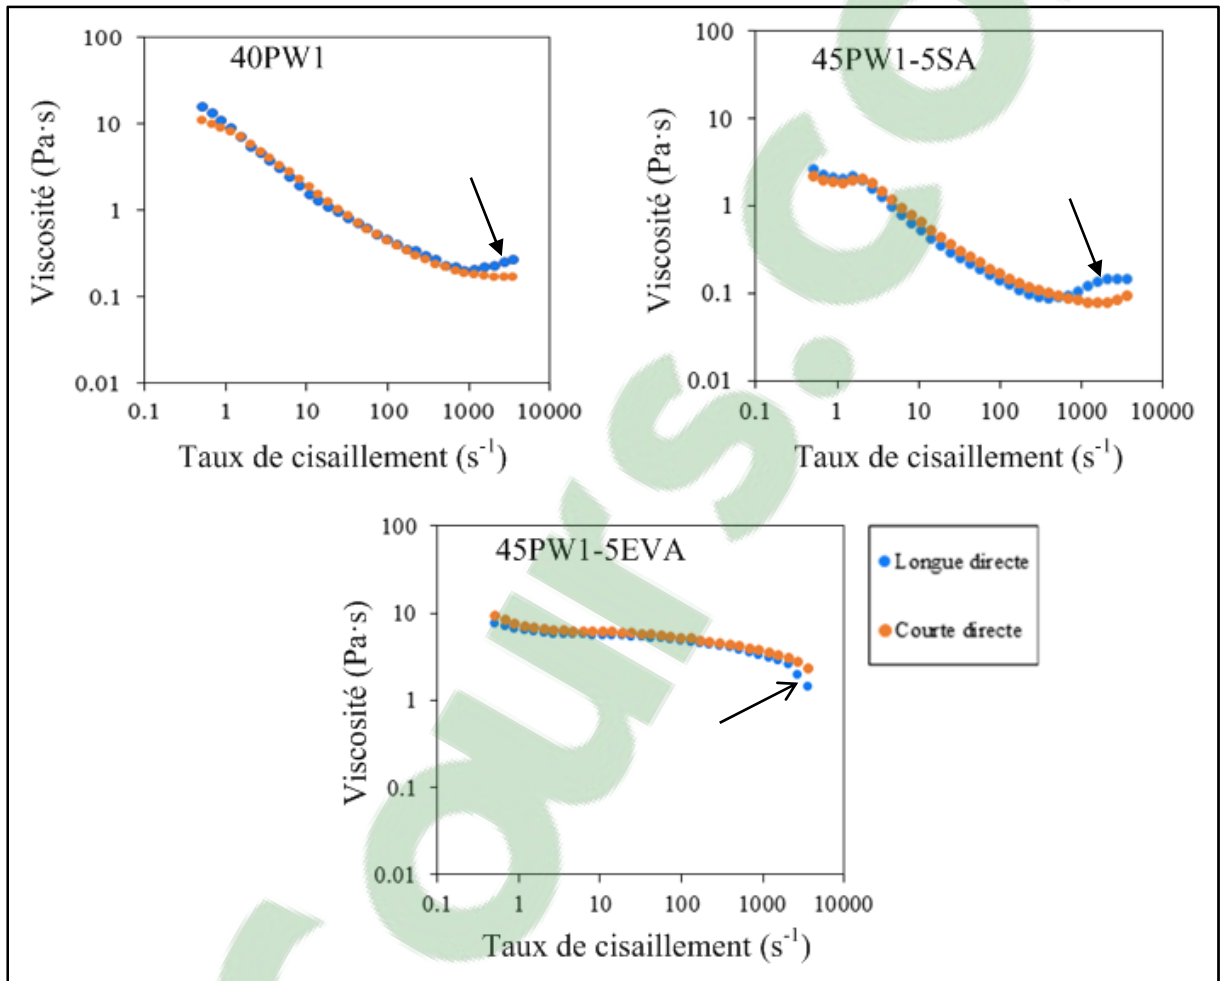 40PW1
100
10
1
0.1
0.01
Viscosité (Pa·s)
0.1 1 10 100 1000 10000
Taux de cisaillement (s⁻¹)
45PW1-5SA
100
10
1
0.1
0.01
Viscosité (Pa·s)
0.1 1 10 100 1000 10000
Taux de cisaillement (s⁻¹)
45PW1-5EVA
100
10
1
0.1
0.01
Viscosité (Pa·s)
0.1 1 10 100 1000 10000
Taux de cisaillement (s⁻¹)
Longue directe
Courte directe